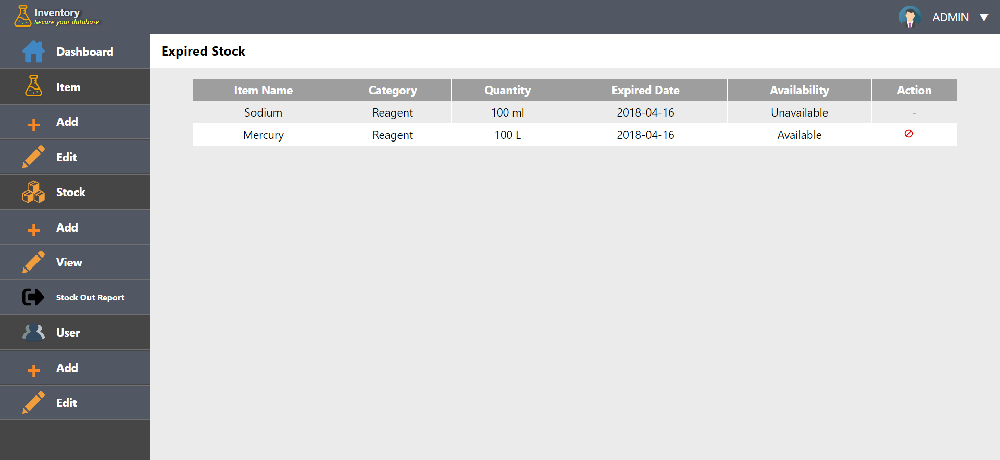 Inventory
Secure your database
ADMIN ▼
Dashboard
Item
Add
Edit
Stock
Add
View
Stock Out Report
User
Add
Edit
Expired Stock
Item Name Category Quantity Expired Date Availability Action
Sodium Reagent 100 ml 2018-04-16 Unavailable -
Mercury Reagent 100 L 2018-04-16 Available